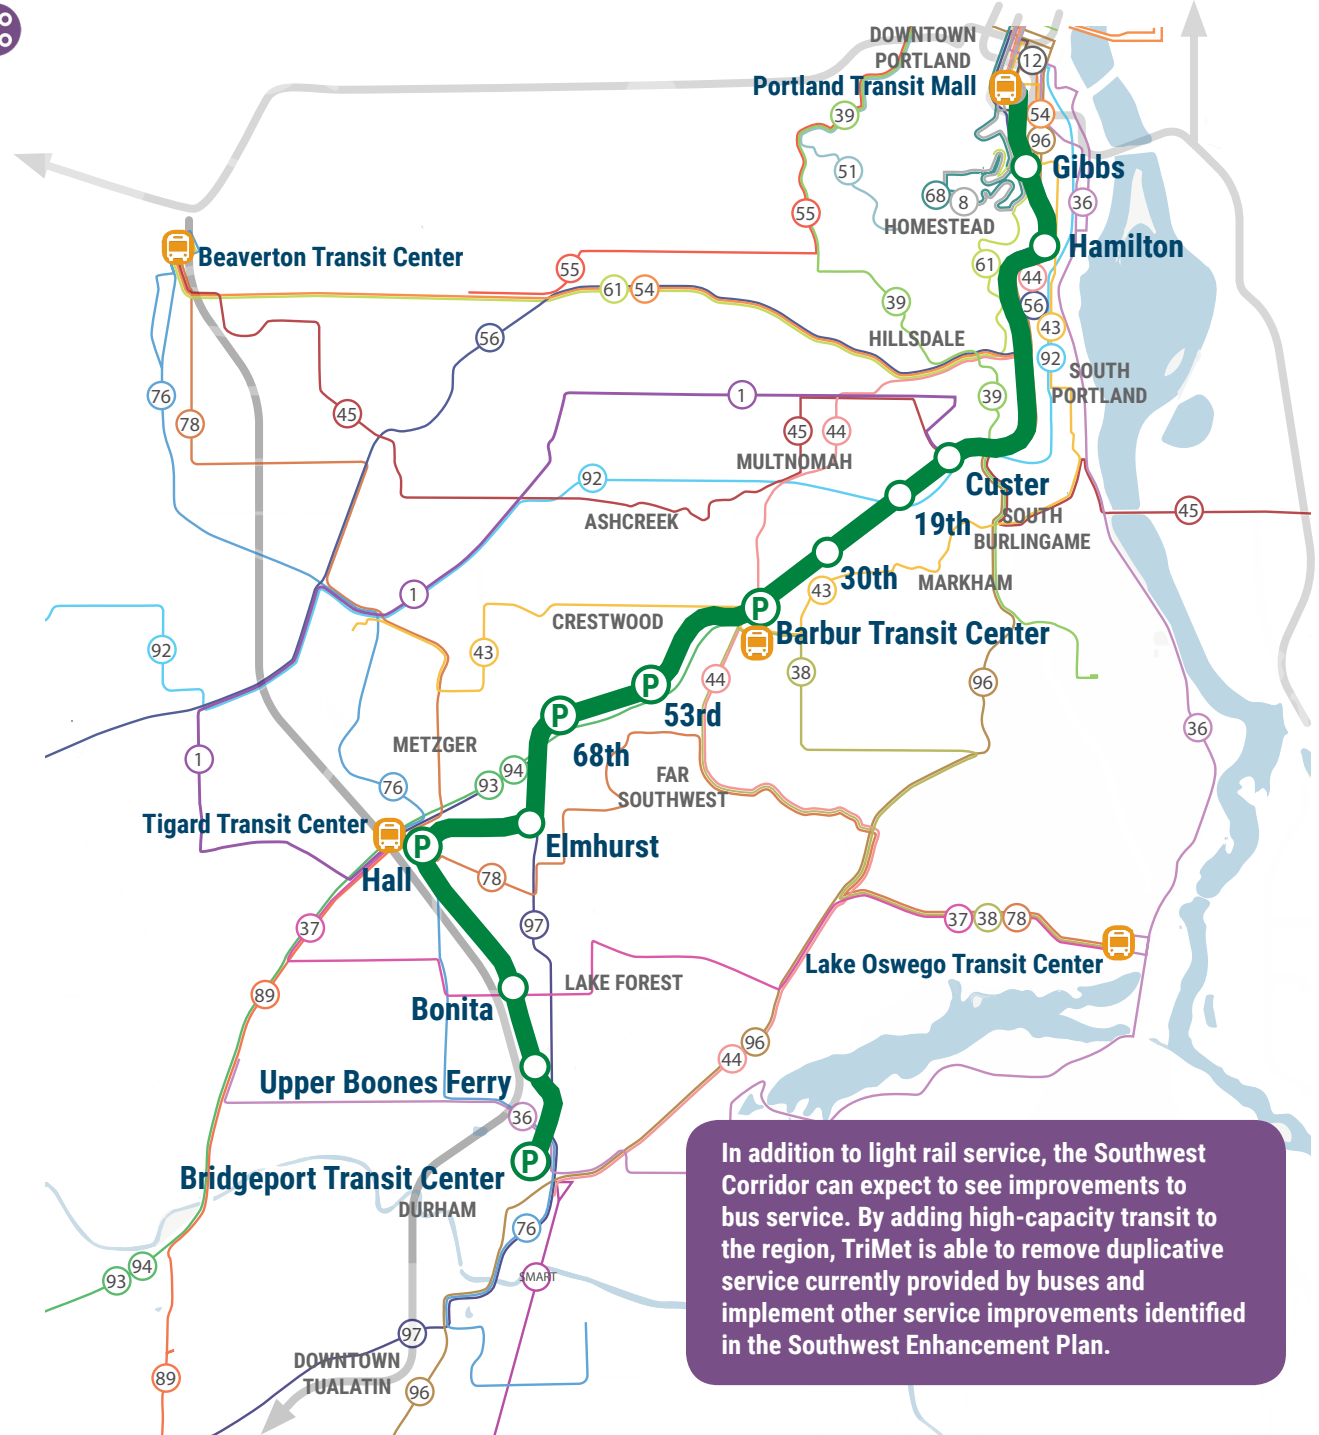 DOWNTOWN
PORTLAND
12
Portland Transit Mall
39
54
96
51
Gibbs
68
8
36
55
HOMESTEAD
Beaverton Transit Center
Hamilton
55
61
44
61
54
39
56
43
56
HILLSDALE
92
SOUTH
PORTLAND
76
1
39
45
78
45
44
MULTNOMAH
92
Custer
ASHCREEK
19th
SOUTH
BURLINGAME
45
30th
MARKHAM
1
43
CRESTWOOD
P
Barbur Transit Center
92
43
44
38
96
P
53rd
P
36
METZGER
68th
1
94
93
76
FAR
SOUTHWEST
Tigard Transit Center
P
Elmhurst
Hall
78
37
97
37
38
78
Lake Oswego Transit Center
89
LAKE FOREST
Bonita
96
44
Upper Boones Ferry
36
P
Bridgeport Transit Center
DURHAM
76
94
93
SMART
97
DOWNTOWN
TUALATIN
89
96
In addition to light rail service, the Southwest
Corridor can expect to see improvements to
bus service. By adding high-capacity transit to
the region, TriMet is able to remove duplicative
service currently provided by buses and
implement other service improvements identified
in the Southwest Enhancement Plan.